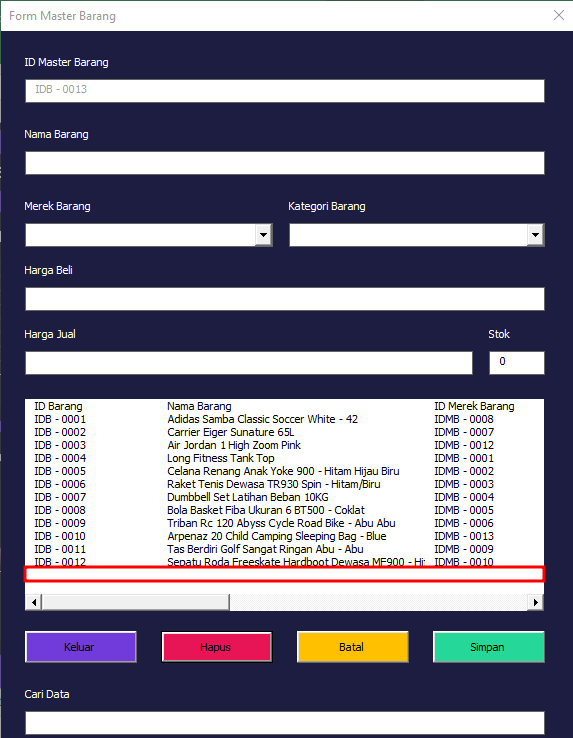 Form Master Barang
ID Master Barang
IDB - 0013
Nama Barang
Merek Barang Kategori Barang
Harga Beli
Harga Jual Stok
0
ID Barang Nama Barang ID Merek Barang
IDB - 0001 Adidas Samba Classic Soccer White - 42 IDMB - 0008
IDB - 0002 Carrier Eiger Sunature 65L IDMB - 0007
IDB - 0003 Air Jordan 1 High Zoom Pink IDMB - 0012
IDB - 0004 Long Fitness Tank Top IDMB - 0001
IDB - 0005 Celana Renang Anak Yoke 900 - Hitam Hijau Biru IDMB - 0002
IDB - 0006 Raket Tenis Dewasa TR930 Spin - Hitam/Biru IDMB - 0003
IDB - 0007 Dumbbell Set Latihan Beban 10KG IDMB - 0004
IDB - 0008 Bola Basket Fiba Ukuran 6 BT500 - Coklat IDMB - 0005
IDB - 0009 Triban Rc 120 Abyss Cycle Road Bike - Abu Abu IDMB - 0006
IDB - 0010 Arpenaz 20 Child Camping Sleeping Bag - Blue IDMB - 0013
IDB - 0011 Tas Berdiri Golf Sangat Ringan Abu - Abu IDMB - 0009
IDB - 0012 Sepatu Roda Freeskate Hardboot Dewasa MF900 - Hit IDMB - 0010
Keluar Hapus Batal Simpan
Cari Data